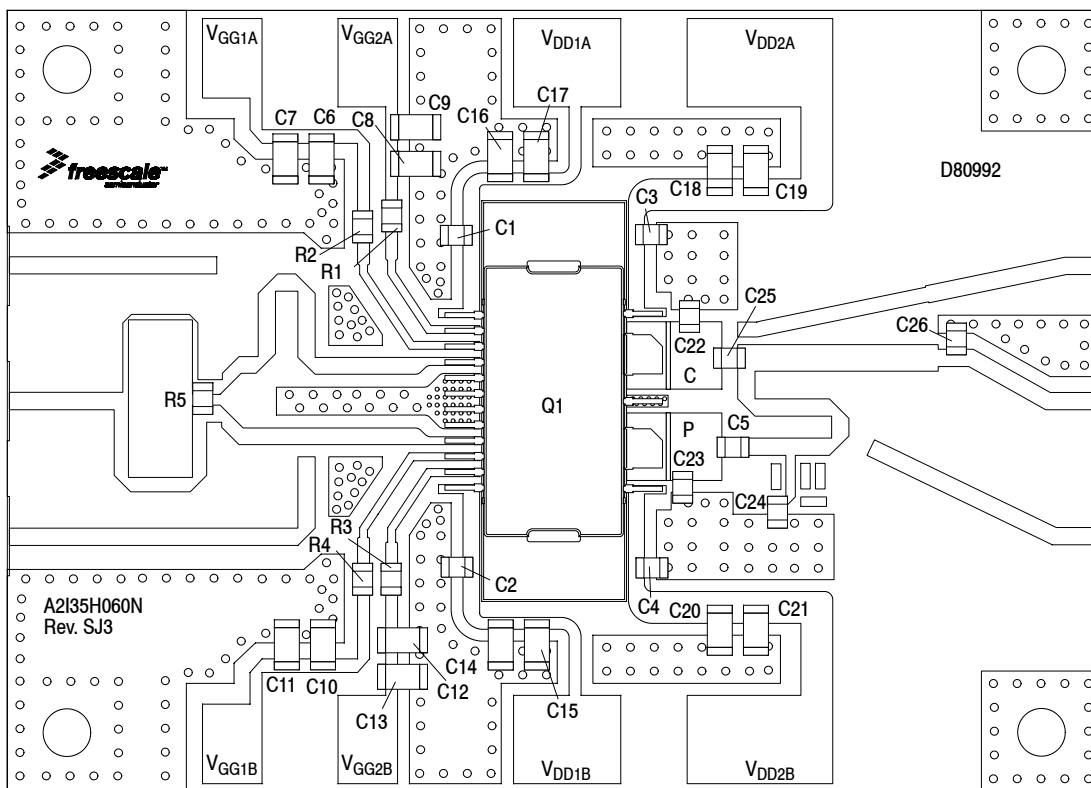 VGG1A
VGG2A
VDD1A
VDD2A
C7
C6
C8
C9
C16
C17
freescale™
semiconductor
C18
C19
D80992
R2
R1
C1
C3
C25
C26
C22
C
R5
Q1
P
C5
C23
C24
R3
R4
C2
C4
A2I35H060N
Rev. SJ3
C20
C21
C11
C10
C14
C12
C13
C15
VGG1B
VGG2B
VDD1B
VDD2B